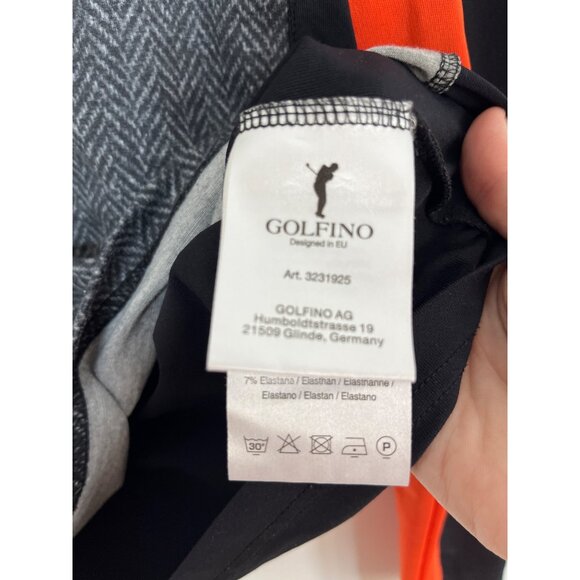 GOLFINO
Designed in EU
Art. 3231925
GOLFINO AG
Humboldtstrasse 19
21509 Glinde, Germany
7% Elastana / Elasthan / Elasthanne /
Elastano / Elastan / Elastano
30°
P